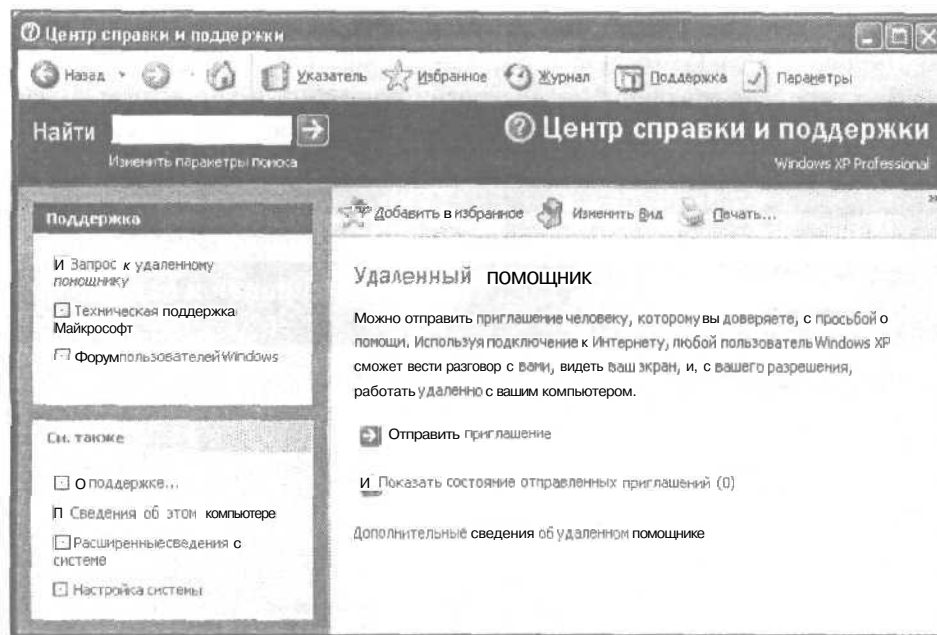 Центр справки и поддержки
Назад Указатель Избранное Журнал Поддержка Параметры
Найти
Изменить параметры поиска
Центр справки и поддержки
Windows XP Professional
Поддержка
Запрос к удаленному
помощнику
Техническая поддержка
Майкрософт
Форум пользователей Windows
См. также
О поддержке...
Сведения об этом компьютере
Расширенные сведения о
системе
Настройка системы
Добавить в избранное Изменить Вид Печать... »
Удаленный помощник
Можно отправить приглашение человеку, которому вы доверяете, с просьбой о
помощи. Используя подключение к Интернету, любой пользователь Windows XP
сможет вести разговор с вами, видеть ваш экран, и, с вашего разрешения,
работать удаленно с вашим компьютером.
Отправить приглашение
Показать состояние отправленных приглашений (0)
Дополнительные сведения об удаленном помощнике